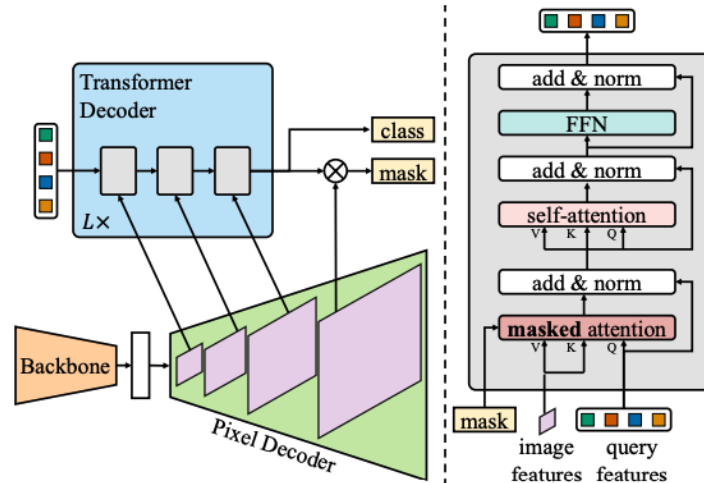 Transformer
Decoder
class
mask
L×
Backbone
Pixel Decoder
add & norm
FFN
add & norm
self-attention
V K Q
add & norm
masked attention
V K Q
mask
image
features
query
features